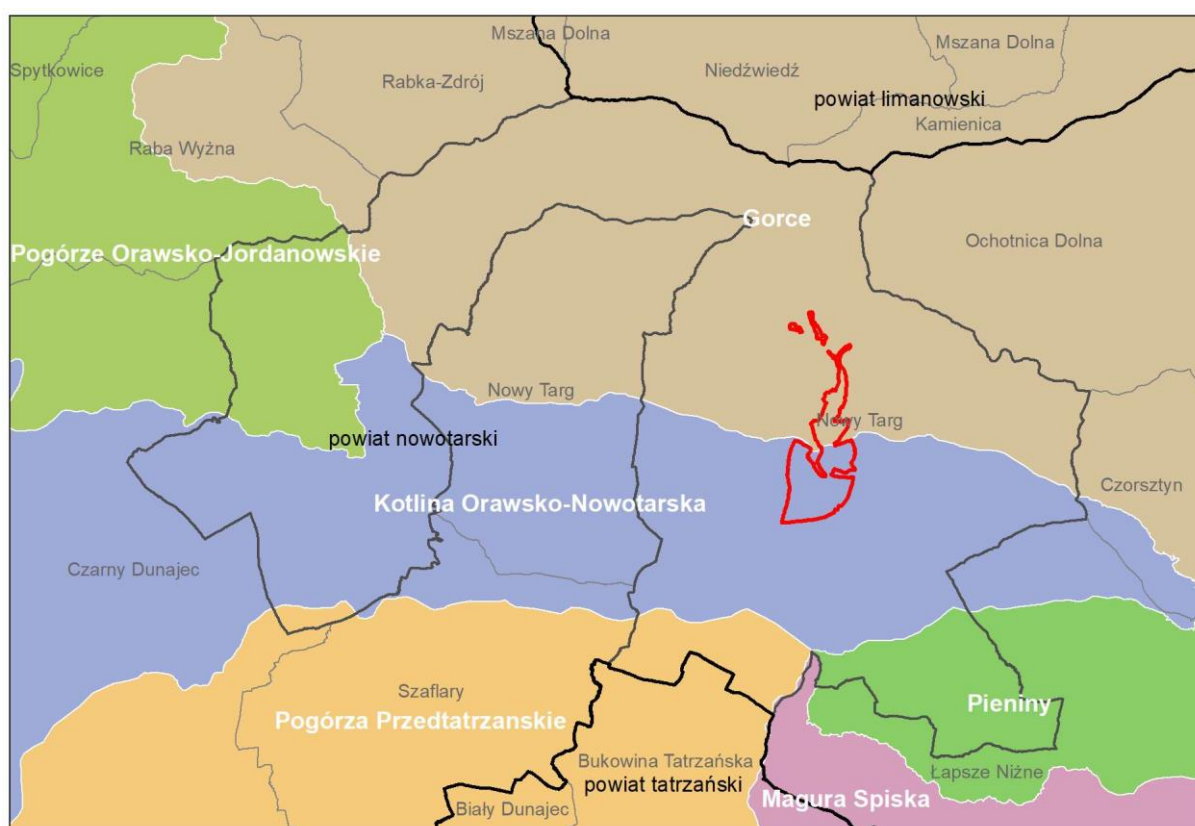 Mszana Dolna
Mszana Dolna
Spytkowice
Niedźwiedź
Rabka-Zdrój
powiat limanowski
Kamienica
Raba Wyżna
Gorce
Pogórze Orawsko-Jordanowskie
Ochotnica Dolna
Nowy Targ
Nowy Targ
powiat nowotarski
Czorsztyn
Kotlina Orawsko-Nowotarska
Czarny Dunajec
Szaflary
Pieniny
Pogórza Przedtatrzanskie
Bukowina Tatrzańska
powiat tatrzański
Łapsze Niżne
Magura Spiska
Biały Dunajec